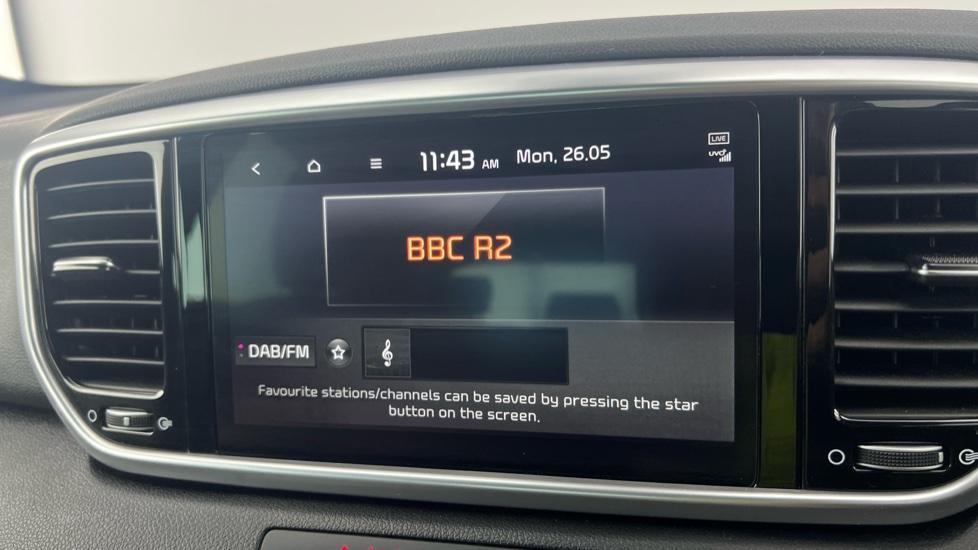 11:43 AM Mon, 26.05
LIVE
UVO
BBC R2
DAB/FM
Favourite stations/channels can be saved by pressing the star
button on the screen.